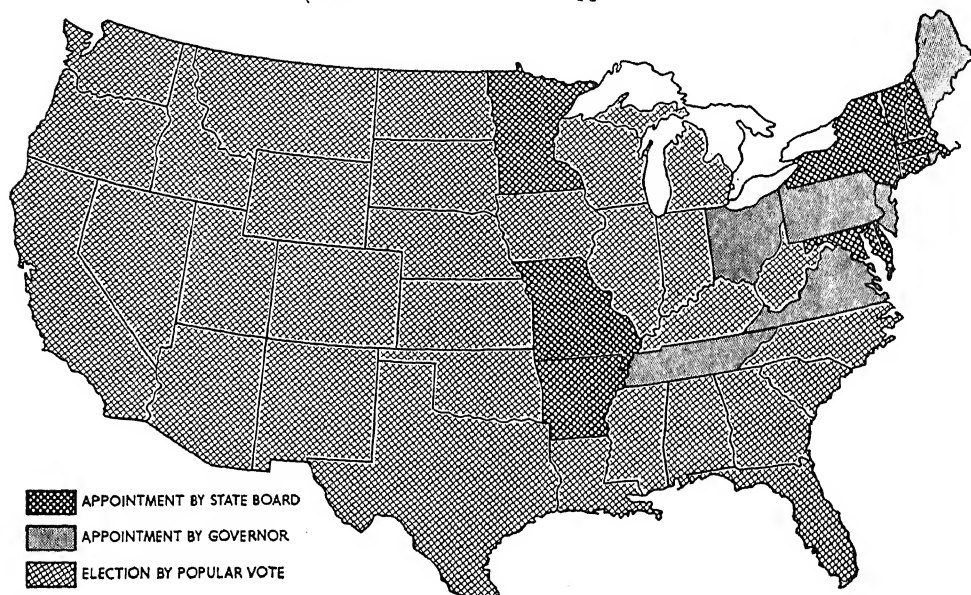 APPOINTMENT BY STATE BOARD
APPOINTMENT BY GOVERNOR
ELECTION BY POPULAR VOTE